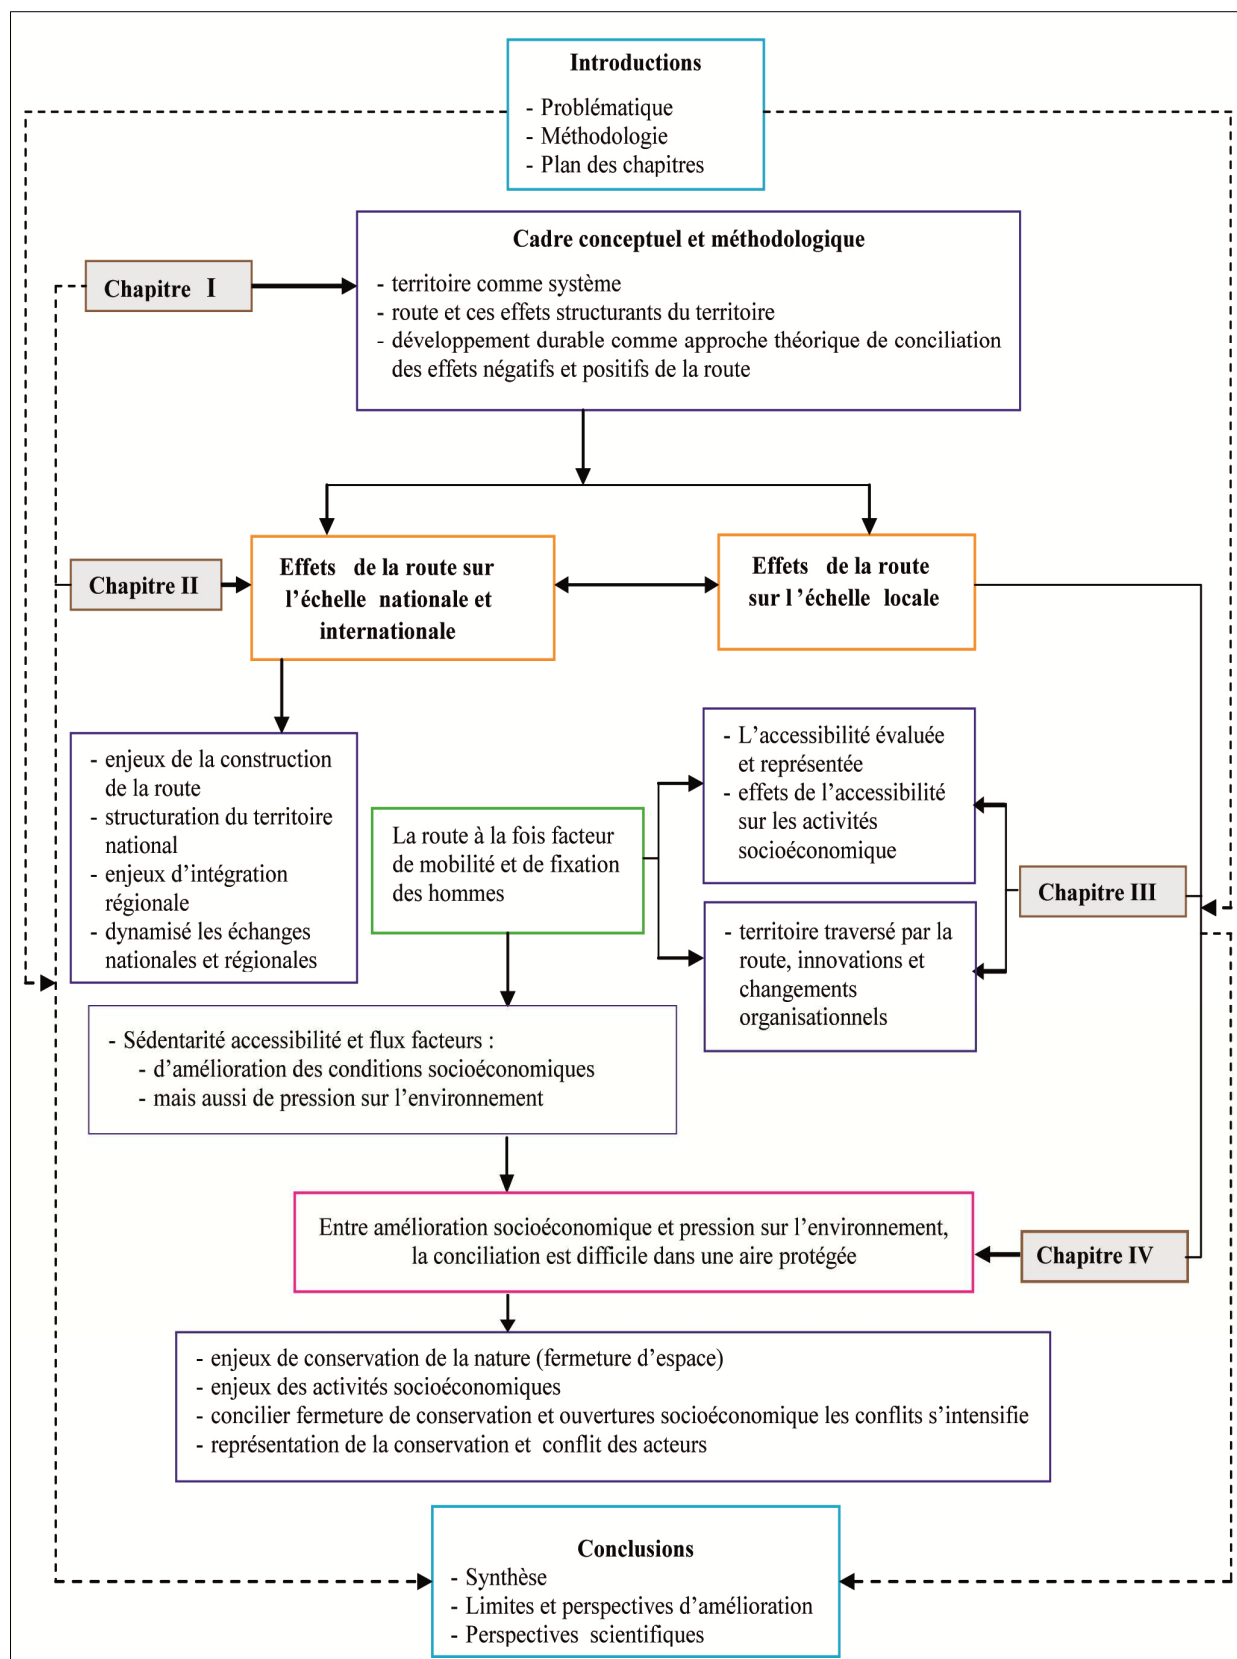 Introductions
- Problématique
- Méthodologie
- Plan des chapitres
Cadre conceptuel et méthodologique
- territoire comme système
- route et ces effets structurants du territoire
- développement durable comme approche théorique de conciliation
des effets négatifs et positifs de la route
Chapitre I
Chapitre II
Effets de la route sur
l'échelle nationale et
internationale
Effets de la route
sur l'échelle locale
- enjeux de la construction
de la route
- structuration du territoire
national
- enjeux d'intégration
régionale
- dynamisé les échanges
nationales et régionales
La route à la fois facteur
de mobilité et de fixation
des hommes
- L'accessibilité évaluée
et représentée
- effets de l'accessibilité
sur les activités
socioéconomique
Chapitre III
- territoire traversé par la
route, innovations et
changements
organisationnels
- Sédentarité accessibilité et flux facteurs :
- d'amélioration des conditions socioéconomiques
- mais aussi de pression sur l'environnement
Entre amélioration socioéconomique et pression sur l'environnement,
la conciliation est difficile dans une aire protégée
Chapitre IV
- enjeux de conservation de la nature (fermeture d'espace)
- enjeux des activités socioéconomiques
- concilier fermeture de conservation et ouvertures socioéconomique les conflits s'intensifie
- représentation de la conservation et conflit des acteurs
Conclusions
- Synthèse
- Limites et perspectives d'amélioration
- Perspectives scientifiques